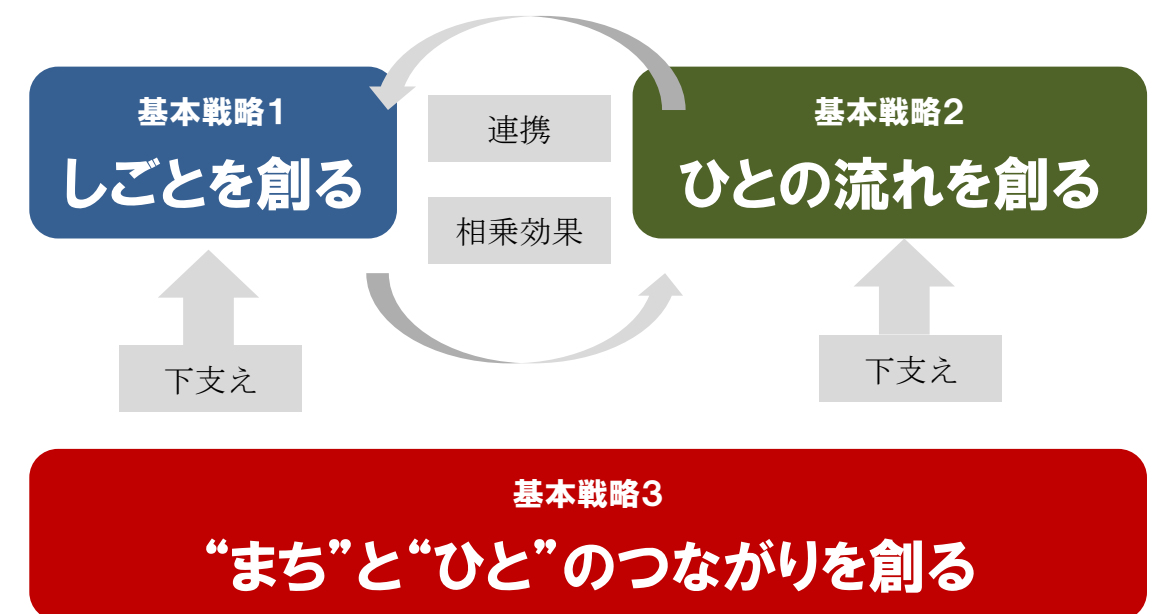 基本戦略1
しごとを創る
連携
相乗効果
基本戦略2
ひとの流れを創る
下支え
下支え
基本戦略3
“まち”と“ひと”のつながりを創る